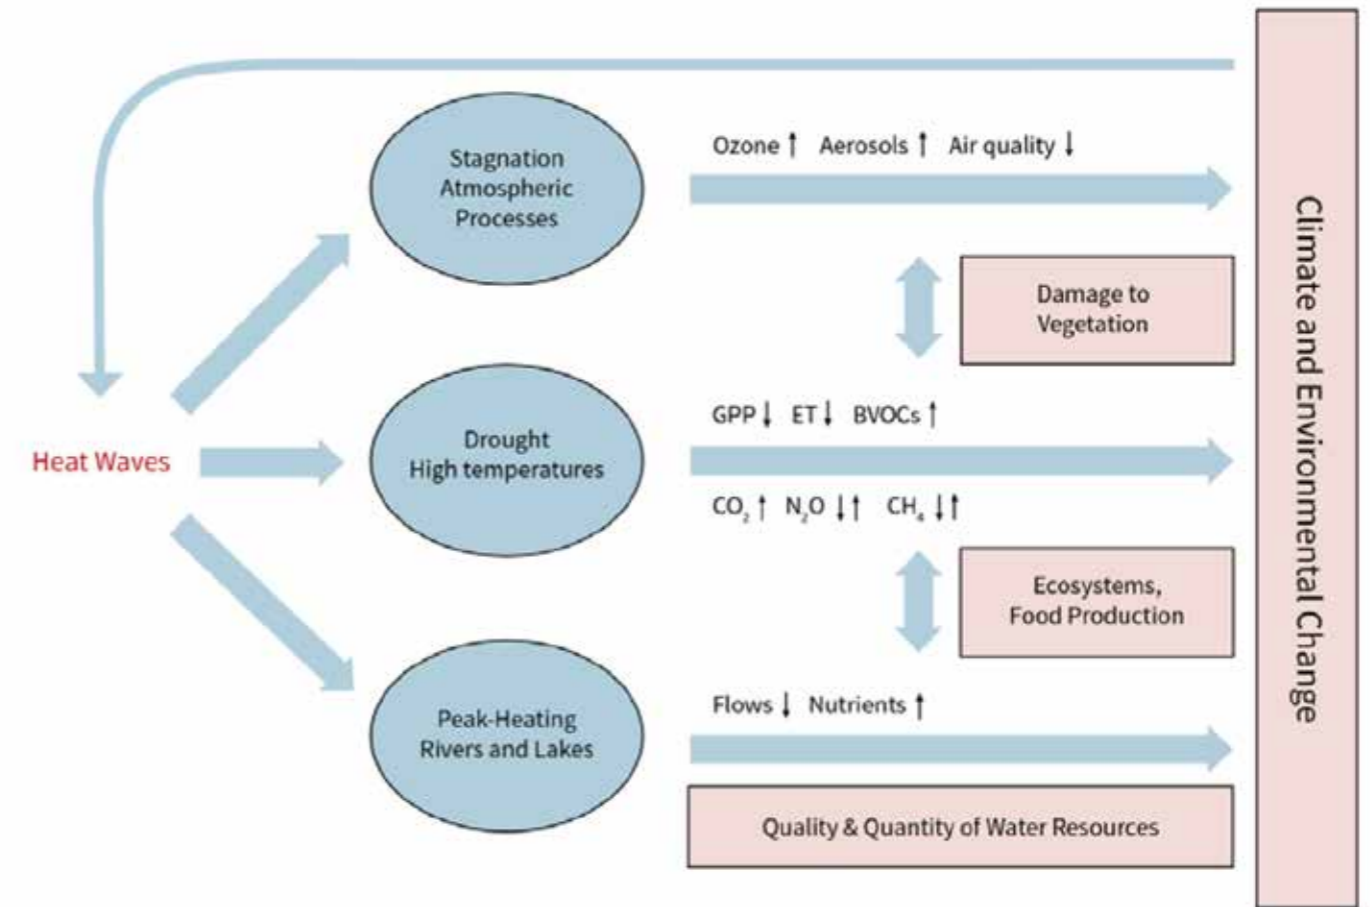 Stagnation
Atmospheric
Processes
Ozone ↑ Aerosols ↑ Air quality ↓
Damage to
Vegetation
Heat Waves
Drought
High temperatures
GPP ↓ ET ↓ BVOCs ↑
CO₂ ↑ N₂O ↓↑ CH₄ ↓↑
Ecosystems,
Food Production
Peak-Heating
Rivers and Lakes
Flows ↓ Nutrients ↑
Quality & Quantity of Water Resources
Climate and Environmental Change